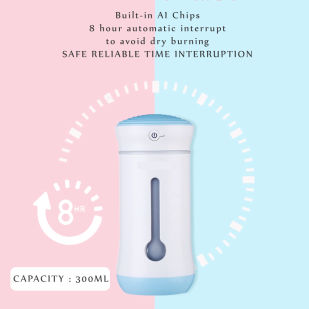 Built-in AI Chips
8 hour automatic interrupt
to avoid dry burning
SAFE RELIABLE TIME INTERRUPTION
8HR
CAPACITY : 300ML